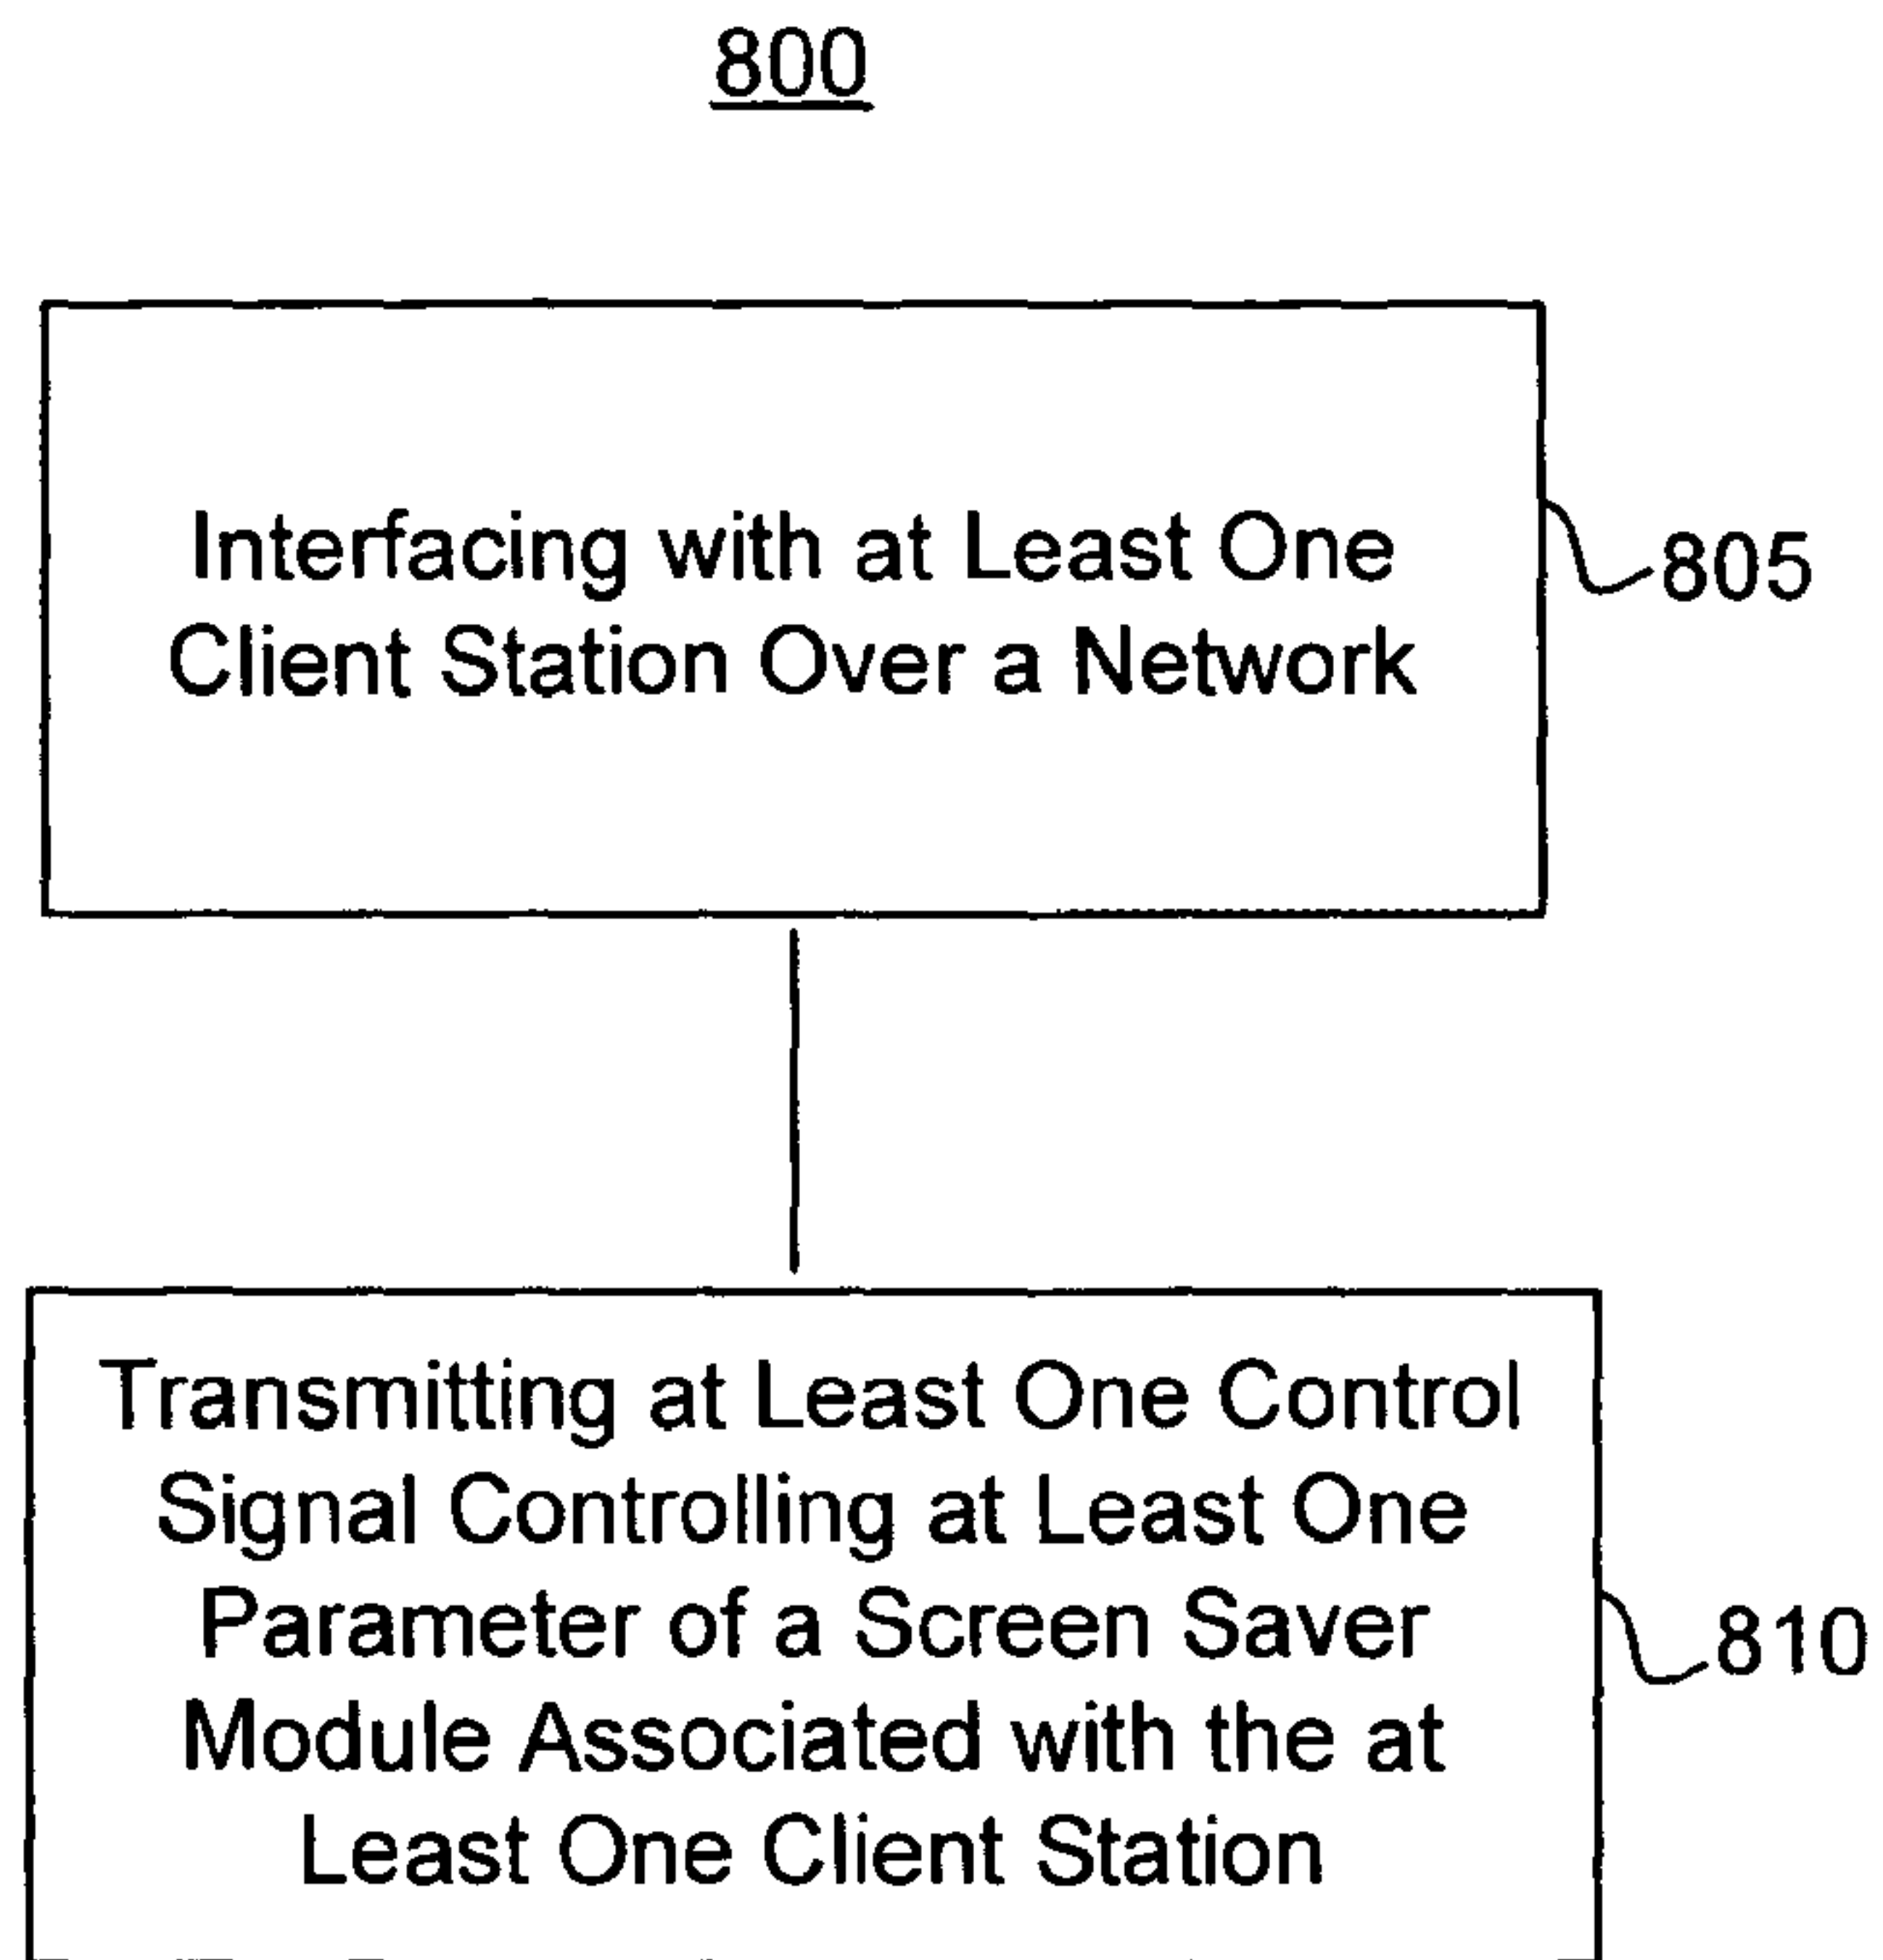 800
Interfacing with at Least One
Client Station Over a Network
805
Transmitting at Least One Control
Signal Controlling at Least One
Parameter of a Screen Saver
Module Associated with the at
Least One Client Station
810